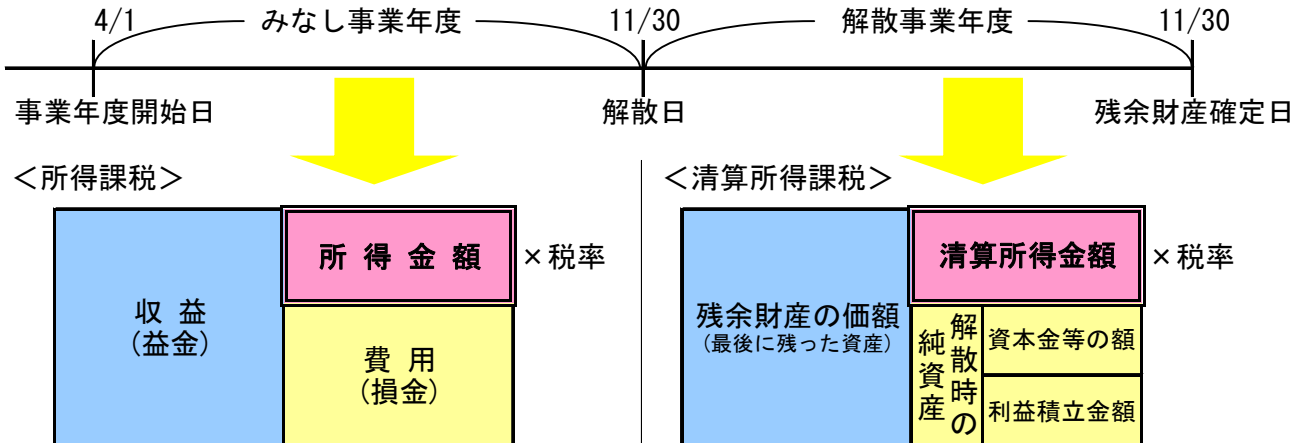 4/1
みなし事業年度
11/30
解散事業年度
11/30
事業年度開始日
解散日
残余財産確定日
＜所得課税＞
＜清算所得課税＞
収 益
(益金)
所 得 金 額
×税率
費 用
(損金)
残余財産の価額
(最後に残った資産)
清算所得金額
×税率
解散時の
純資産
資本金等の額
利益積立金額